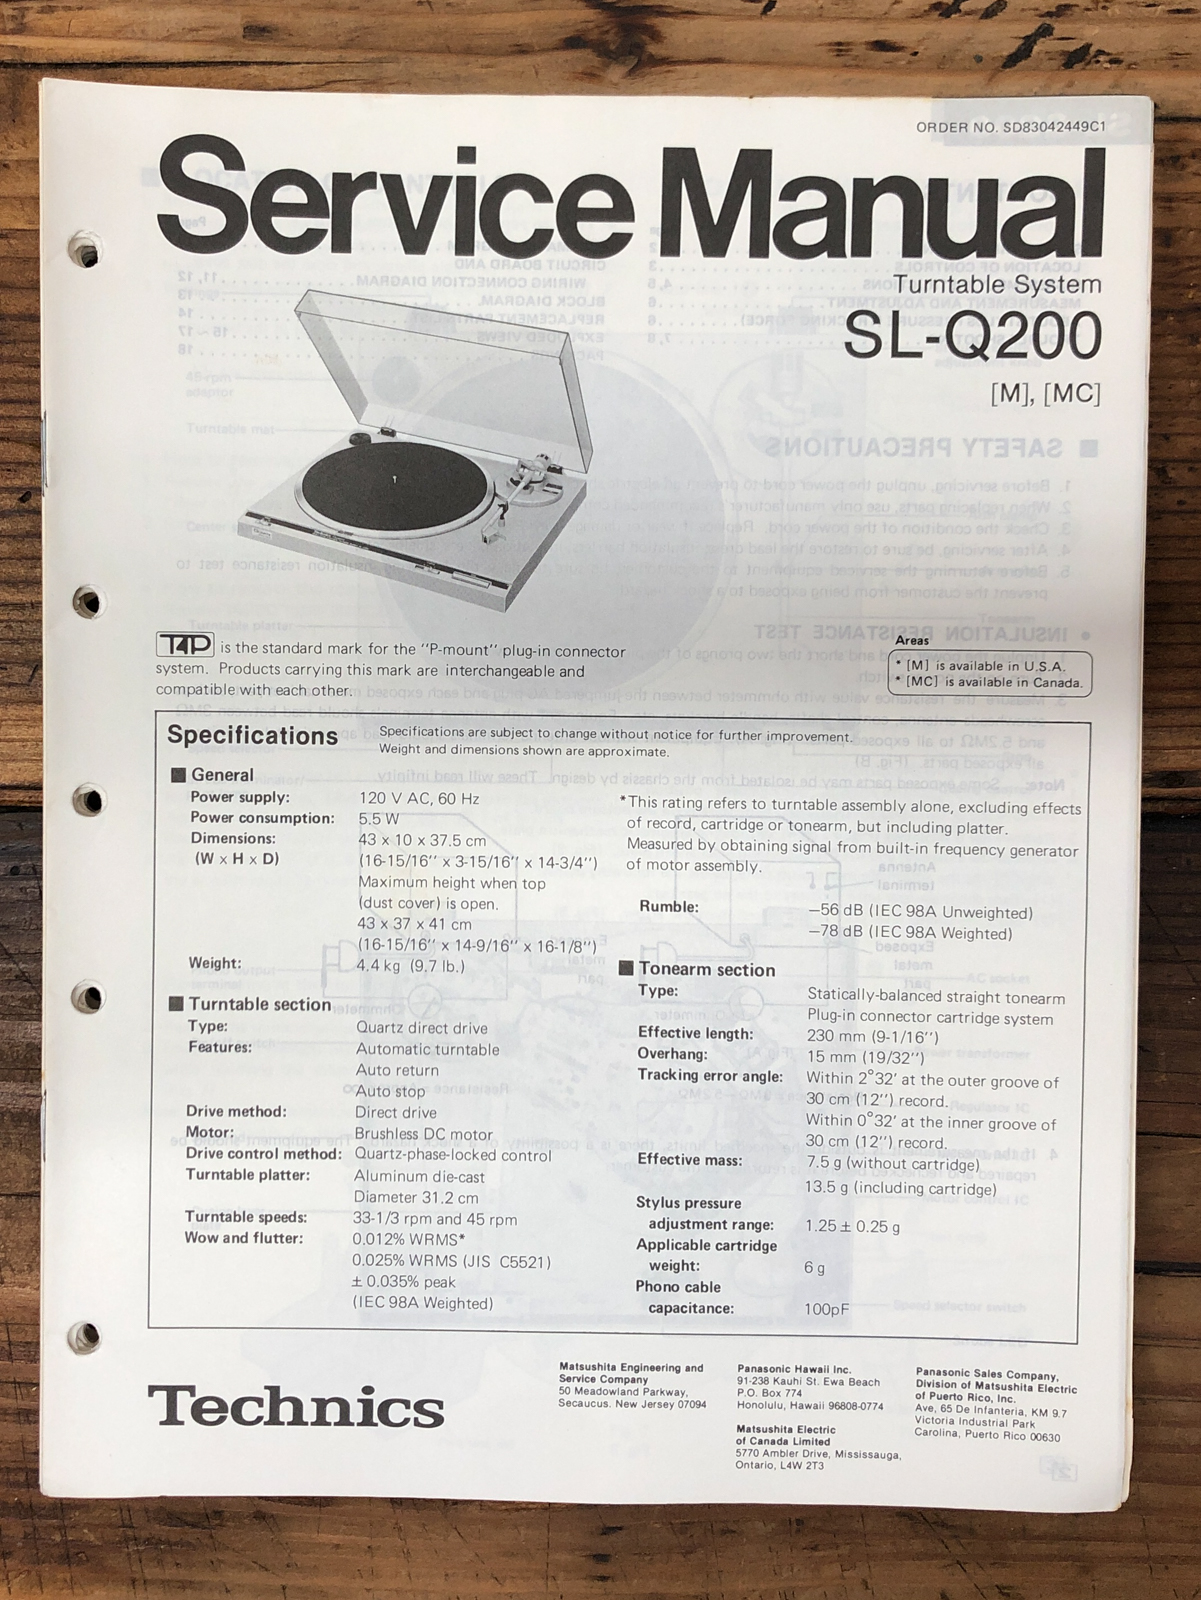 ORDER NO. SD83042449C1
Service Manual
Turntable System
SL-Q200
[M], [MC]
T4P is the standard mark for the "P-mount" plug-in connector
system. Products carrying this mark are interchangeable and
compatible with each other.
Areas
* [M] is available in U.S.A.
* [MC] is available in Canada.
Specifications
Specifications are subject to change without notice for further improvement.
Weight and dimensions shown are approximate.
■ General
Power supply: 120 V AC, 60 Hz
Power consumption: 5.5 W
Dimensions: 43 x 10 x 37.5 cm
(W x H x D) (16-15/16'' x 3-15/16'' x 14-3/4'')
Maximum height when top
(dust cover) is open.
43 x 37 x 41 cm
(16-15/16'' x 14-9/16'' x 16-1/8'')
Weight: 4.4 kg (9.7 lb.)
■ Turntable section
Type: Quartz direct drive
Features: Automatic turntable
Auto return
Auto stop
Drive method: Direct drive
Motor: Brushless DC motor
Drive control method: Quartz-phase-locked control
Turntable platter: Aluminum die-cast
Diameter 31.2 cm
Turntable speeds: 33-1/3 rpm and 45 rpm
Wow and flutter: 0.012% WRMS*
0.025% WRMS (JIS C5521)
± 0.035% peak
(IEC 98A Weighted)
*This rating refers to turntable assembly alone, excluding effects
of record, cartridge or tonearm, but including platter.
Measured by obtaining signal from built-in frequency generator
of motor assembly.
Rumble: −56 dB (IEC 98A Unweighted)
−78 dB (IEC 98A Weighted)
■ Tonearm section
Type: Statically-balanced straight tonearm
Plug-in connector cartridge system
Effective length: 230 mm (9-1/16'')
Overhang: 15 mm (19/32'')
Tracking error angle: Within 2°32' at the outer groove of
30 cm (12'') record.
Within 0°32' at the inner groove of
30 cm (12'') record.
Effective mass: 7.5 g (without cartridge)
13.5 g (including cartridge)
Stylus pressure
adjustment range: 1.25 ± 0.25 g
Applicable cartridge
weight: 6 g
Phono cable
capacitance: 100pF
Technics
Matsushita Engineering and
Service Company
50 Meadowland Parkway,
Secaucus. New Jersey 07094
Panasonic Hawaii Inc.
91-238 Kauhi St. Ewa Beach
P.O. Box 774
Honolulu, Hawaii 96808-0774
Matsushita Electric
of Canada Limited
5770 Ambler Drive, Mississauga,
Ontario, L4W 2T3
Panasonic Sales Company,
Division of Matsushita Electric
of Puerto Rico, Inc.
Ave, 65 De Infanteria, KM 9.7
Victoria Industrial Park
Carolina, Puerto Rico 00630